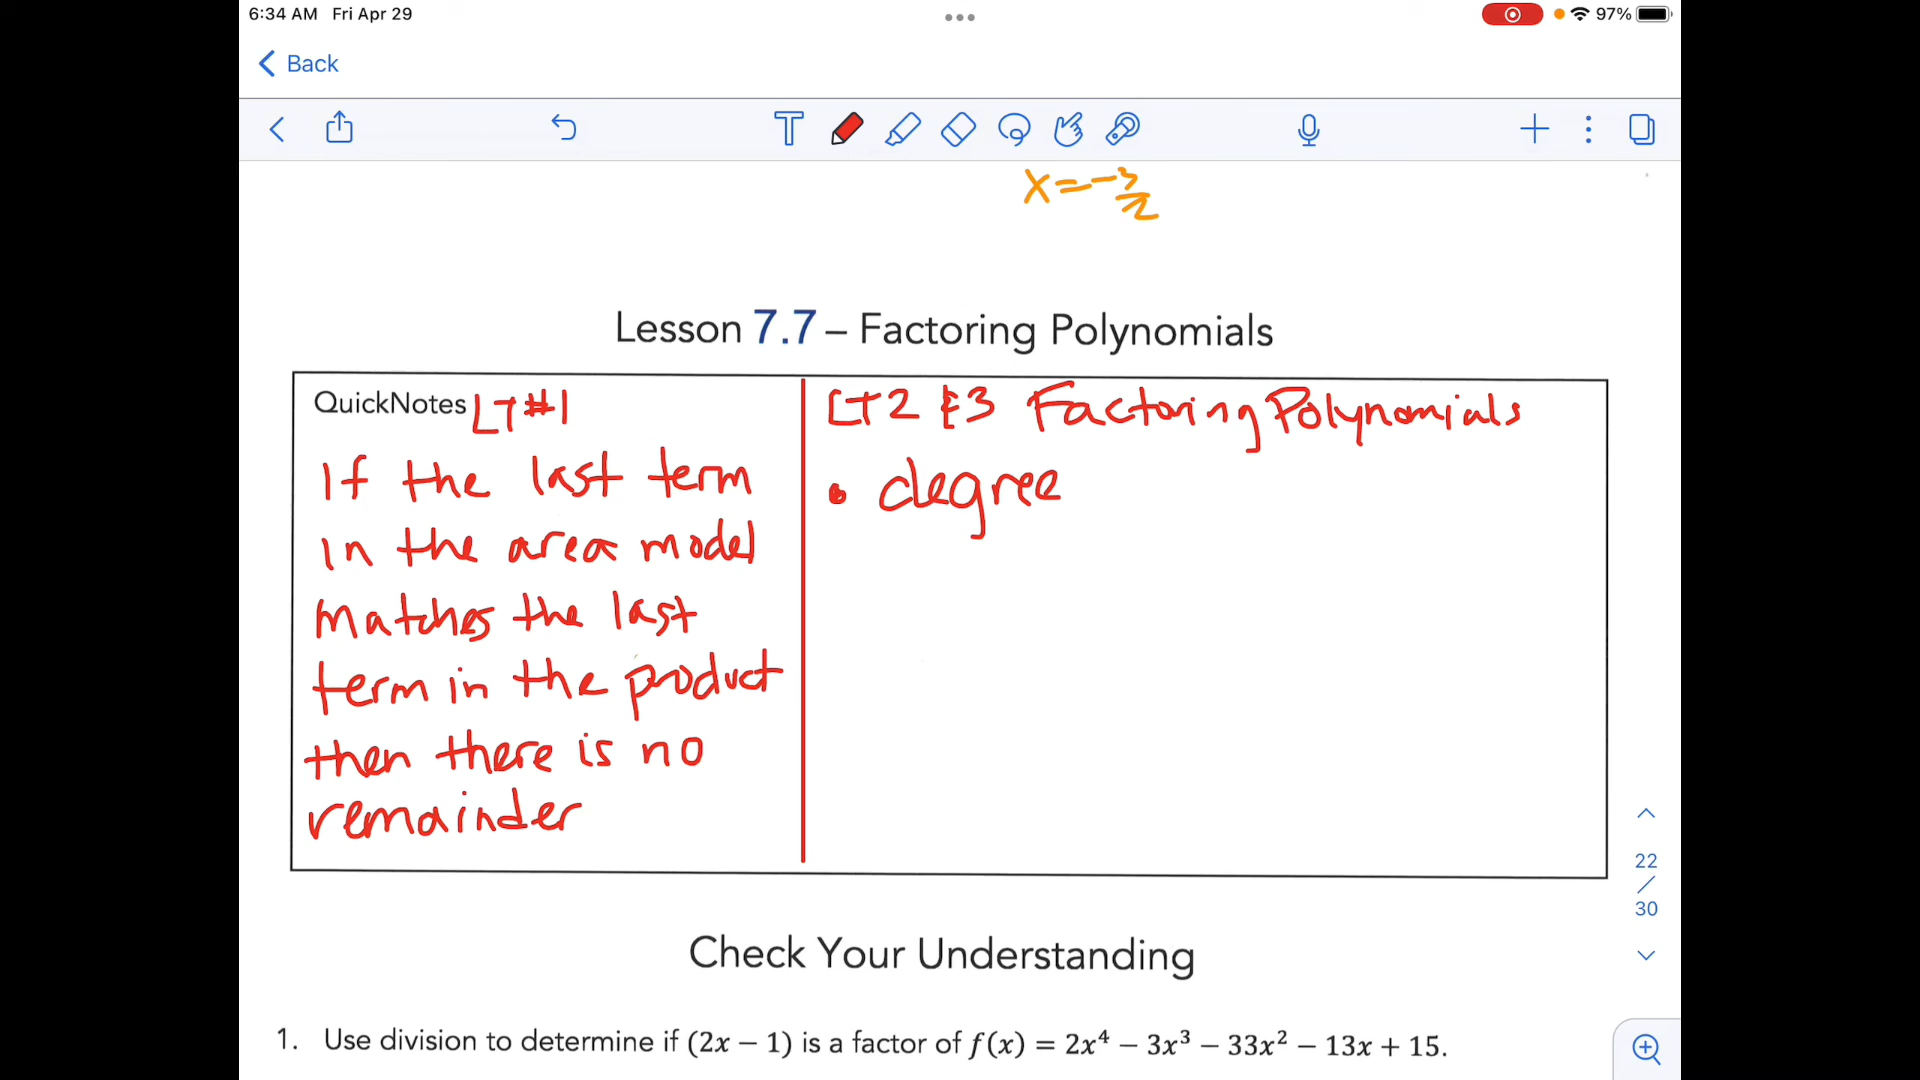 6:34 AM Fri Apr 29
97%
Back
x=-3/2
Lesson 7.7 – Factoring Polynomials
QuickNotes LT#1
If the last term
in the area model
matches the last
term in the product
then there is no
remainder
LT2 &3 Factoring Polynomials
• degree
22
/
30
Check Your Understanding
1. Use division to determine if (2x − 1) is a factor of f(x) = 2x⁴ − 3x³ − 33x² − 13x + 15.